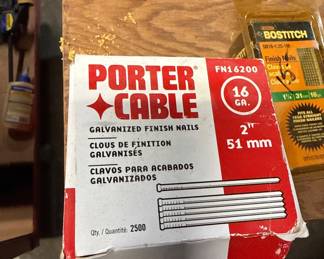 PORTER
CABLE
FN16200
16
GA.
2"
51 mm
GALVANIZED FINISH NAILS
CLOUS DE FINITION
GALVANISÉS
CLAVOS PARA ACABADOS
GALVANIZADOS
Qty. / Quantité: 2500
BOSTITCH
Finish Nails